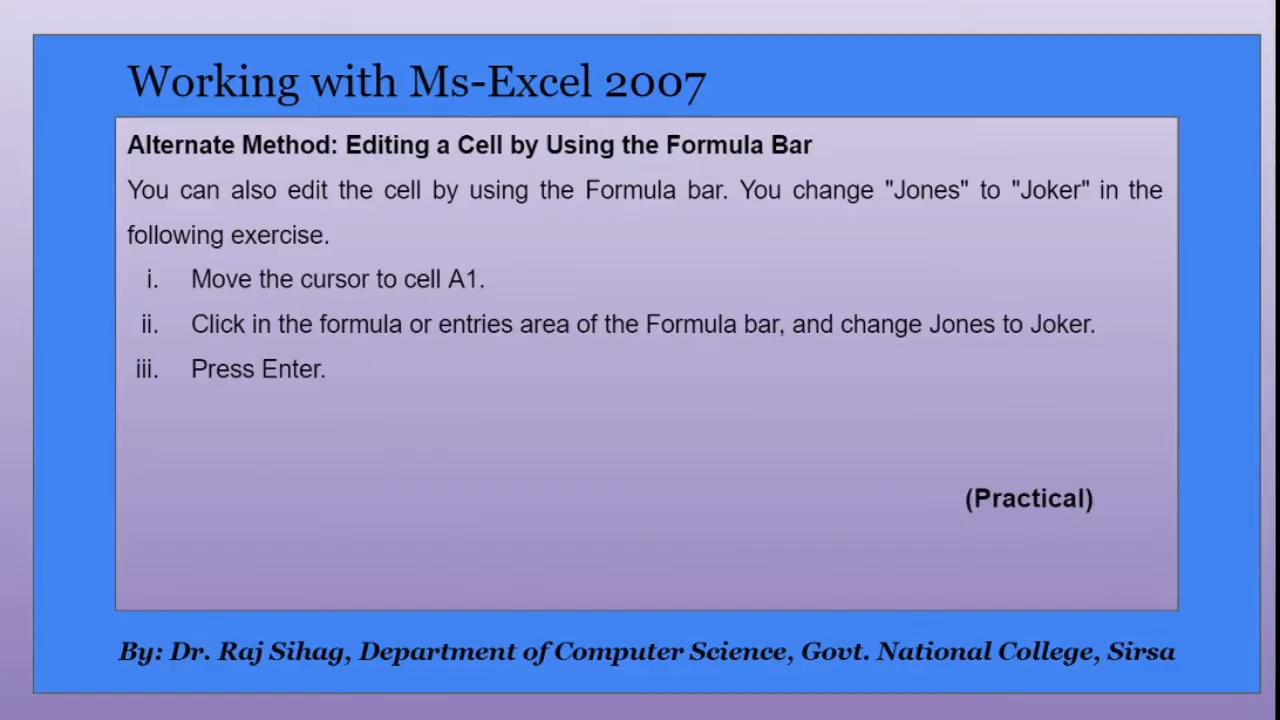 Working with Ms-Excel 2007
Alternate Method: Editing a Cell by Using the Formula Bar
You can also edit the cell by using the Formula bar. You change "Jones" to "Joker" in the
following exercise.
i. Move the cursor to cell A1.
ii. Click in the formula or entries area of the Formula bar, and change Jones to Joker.
iii. Press Enter.
(Practical)
By: Dr. Raj Sihag, Department of Computer Science, Govt. National College, Sirsa